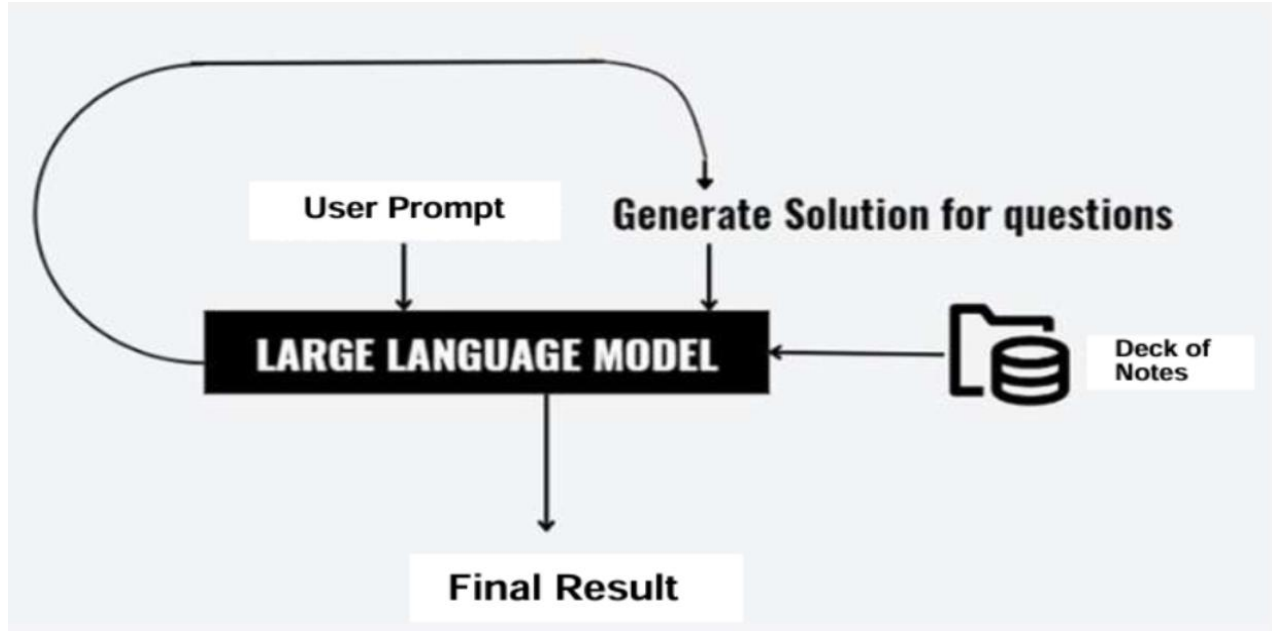 User Prompt
Generate Solution for questions
LARGE LANGUAGE MODEL
Deck of
Notes
Final Result